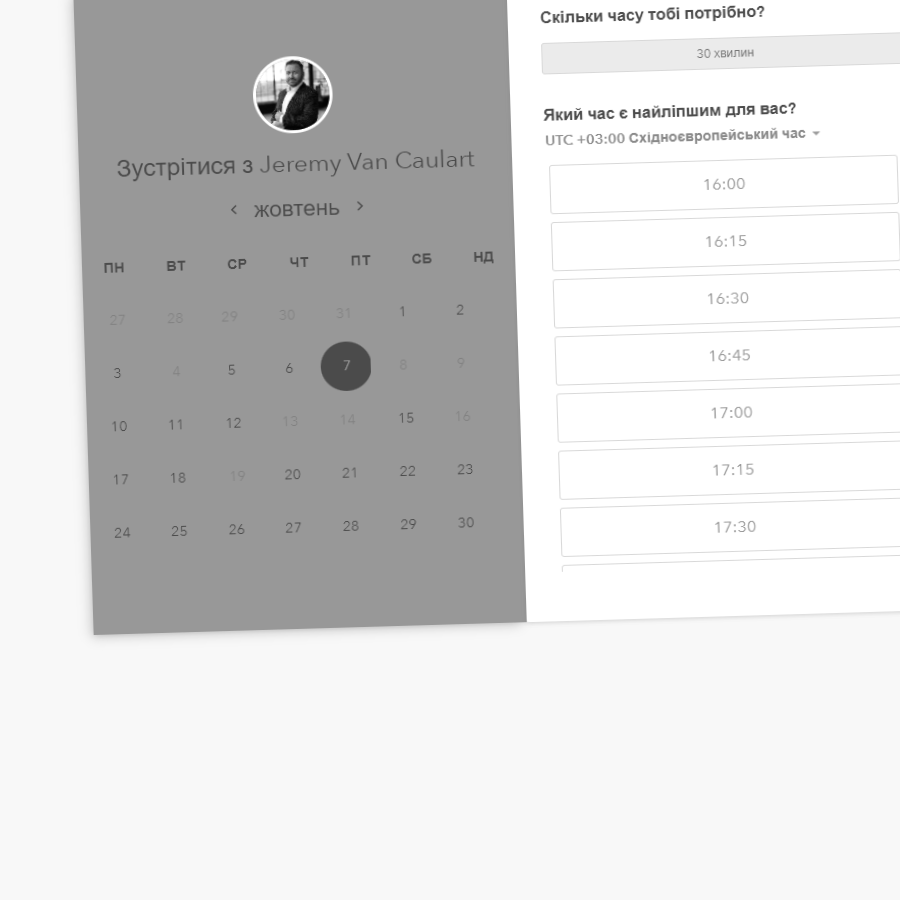 Зустрітися з Jeremy Van Caulart
‹ жовтень ›
ПН ВТ СР ЧТ ПТ СБ НД
27 28 29 30 31 1 2
3 4 5 6 7 8 9
10 11 12 13 14 15 16
17 18 19 20 21 22 23
24 25 26 27 28 29 30
Скільки часу тобі потрібно?
30 хвилин
Який час є найліпшим для вас?
UTC +03:00 Східноєвропейський час
16:00
16:15
16:30
16:45
17:00
17:15
17:30